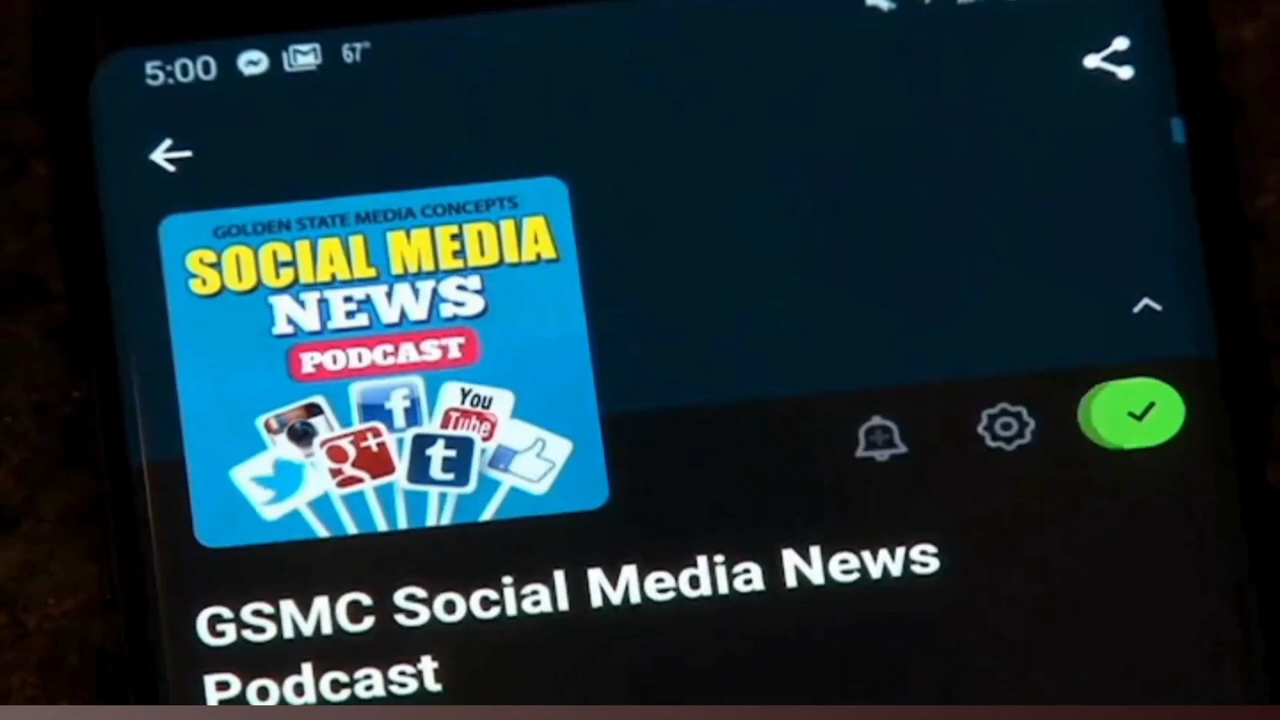 5:00 67°
GOLDEN STATE MEDIA CONCEPTS
SOCIAL MEDIA
NEWS
PODCAST
f
You
Tube
g+
t
GSMC Social Media News
Podcast